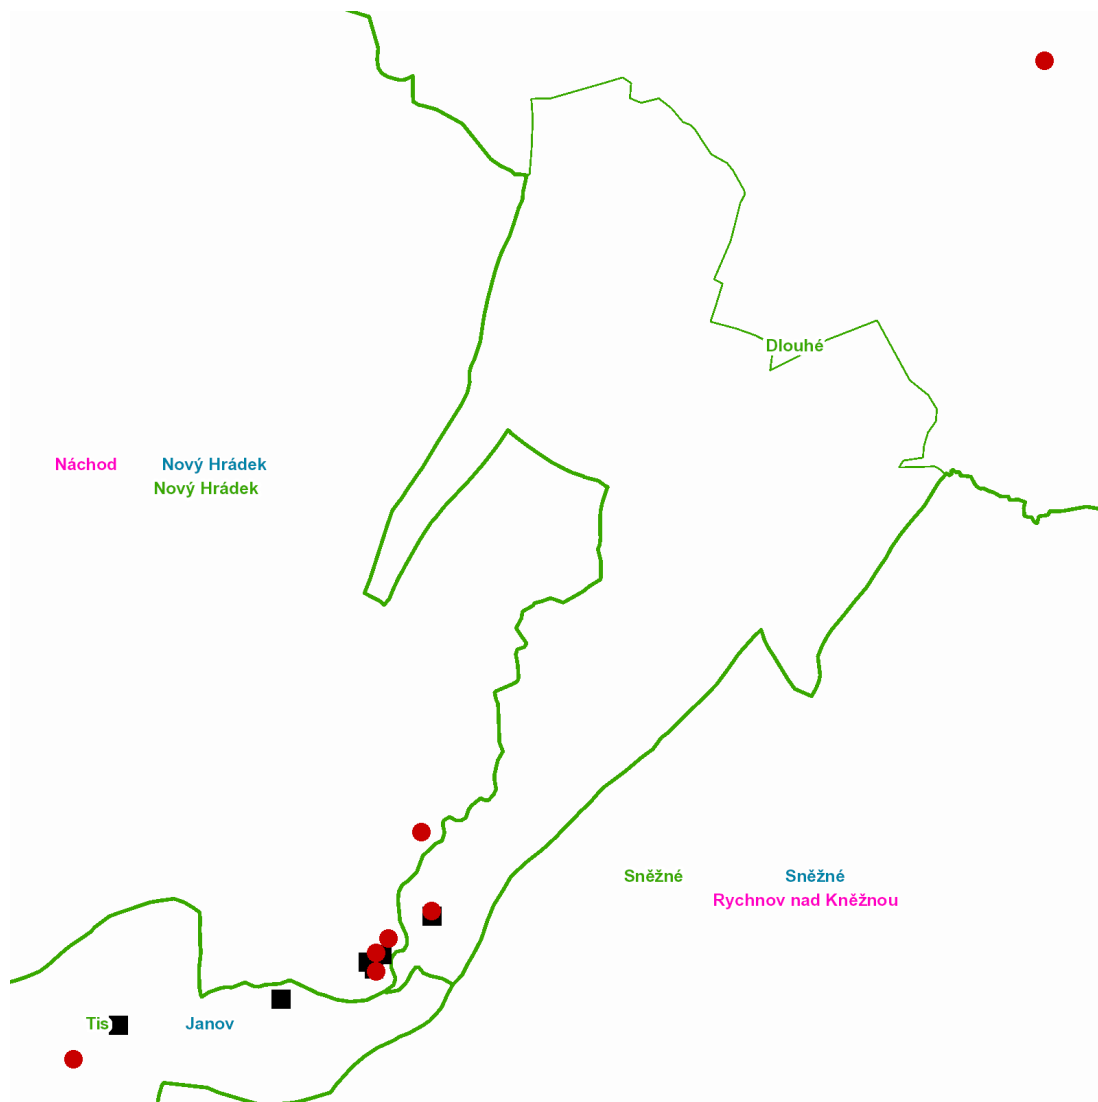 Dlouhé
Náchod Nový Hrádek
Nový Hrádek
Sněžné Sněžné
Rychnov nad Kněžnou
Tis Janov